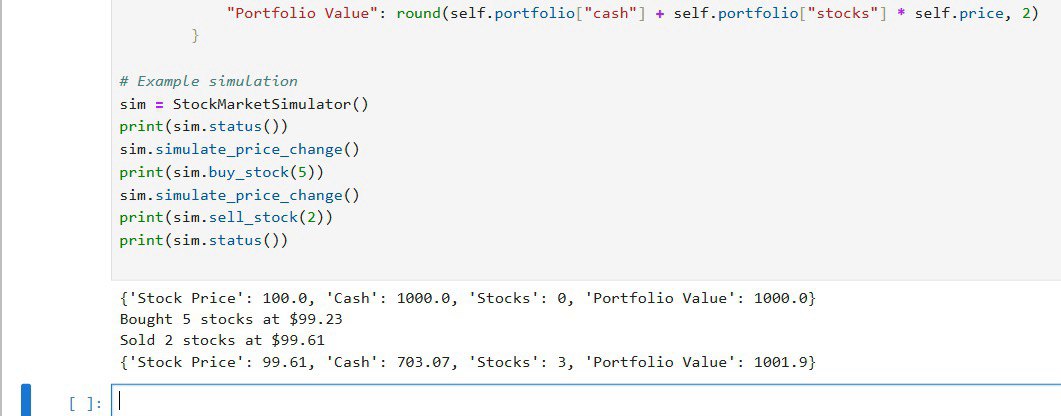 "Portfolio Value": round(self.portfolio["cash"] + self.portfolio["stocks"] * self.price, 2)
}
# Example simulation
sim = StockMarketSimulator()
print(sim.status())
sim.simulate_price_change()
print(sim.buy_stock(5))
sim.simulate_price_change()
print(sim.sell_stock(2))
print(sim.status())
{'Stock Price': 100.0, 'Cash': 1000.0, 'Stocks': 0, 'Portfolio Value': 1000.0}
Bought 5 stocks at $99.23
Sold 2 stocks at $99.61
{'Stock Price': 99.61, 'Cash': 703.07, 'Stocks': 3, 'Portfolio Value': 1001.9}
[ ]: